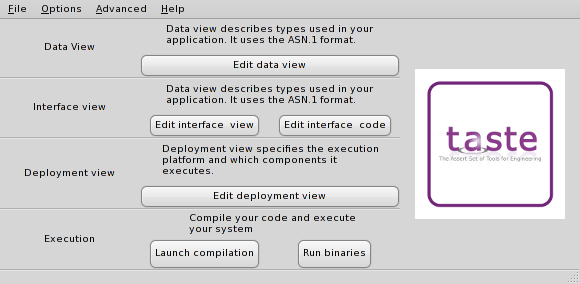 File Options Advanced Help
Data View
Data view describes types used in your
application. It uses the ASN.1 format.
Edit data view
Interface view
Data view describes types used in your
application. It uses the ASN.1 format.
Edit interface view
Edit interface code
Deployment view
Deployment view specifies the execution
platform and which components it
executes.
Edit deployment view
Execution
Compile your code and execute
your system
Launch compilation
Run binaries
taste
The Assert Set of Tools for Engineering